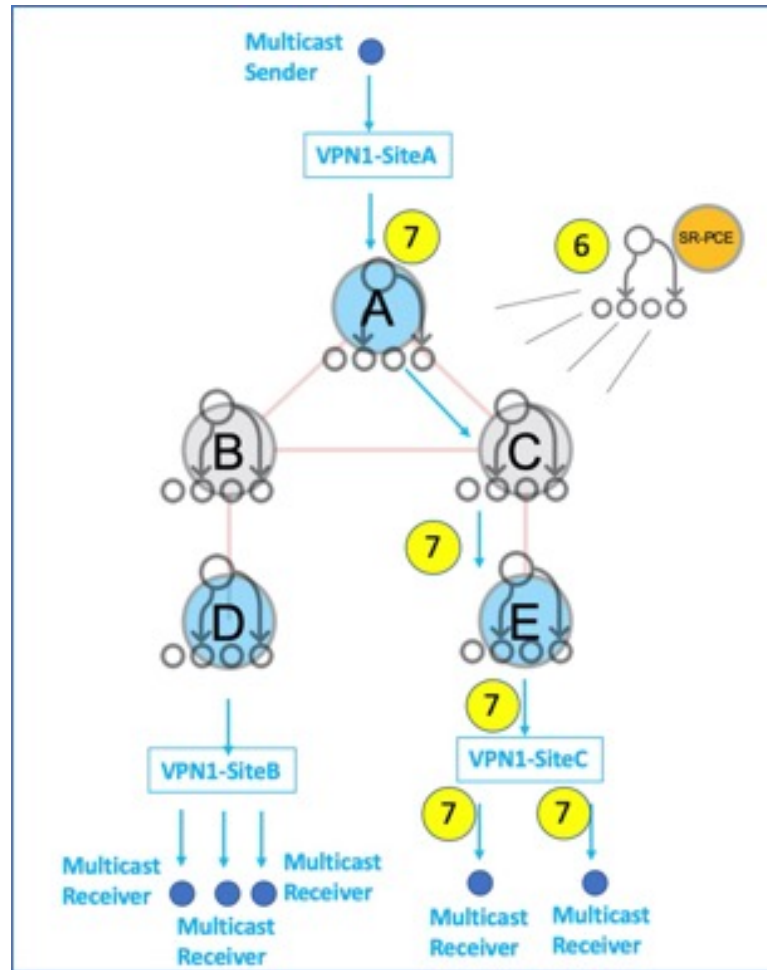 Multicast
Sender
VPN1-SiteA
7
6
SR-PCE
A
B
C
7
D
E
7
VPN1-SiteB
VPN1-SiteC
7
7
Multicast
Receiver
Multicast
Receiver
Multicast
Receiver
Multicast
Receiver
Multicast
Receiver